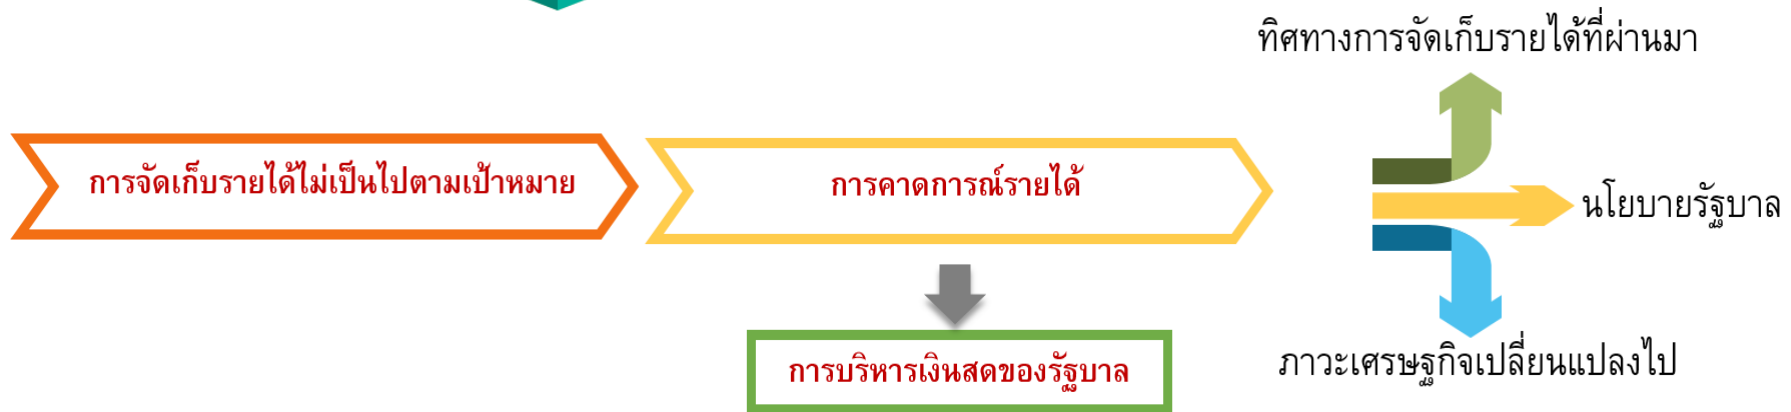 ทิศทางการจัดเก็บรายได้ที่ผ่านมา
การจัดเก็บรายได้ไม่เป็นไปตามเป้าหมาย
การคาดการณ์รายได้
นโยบายรัฐบาล
การบริหารเงินสดของรัฐบาล
ภาวะเศรษฐกิจเปลี่ยนแปลงไป